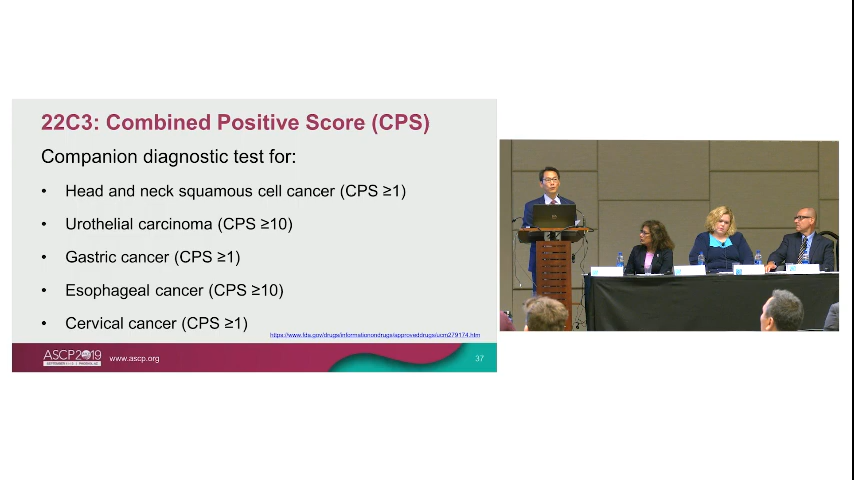 22C3: Combined Positive Score (CPS)
Companion diagnostic test for:
• Head and neck squamous cell cancer (CPS ≥1)
• Urothelial carcinoma (CPS ≥10)
• Gastric cancer (CPS ≥1)
• Esophageal cancer (CPS ≥10)
• Cervical cancer (CPS ≥1)
https://www.fda.gov/drugs/informationondrugs/approveddrugs/ucm279174.htm
ASCP2019
www.ascp.org
37